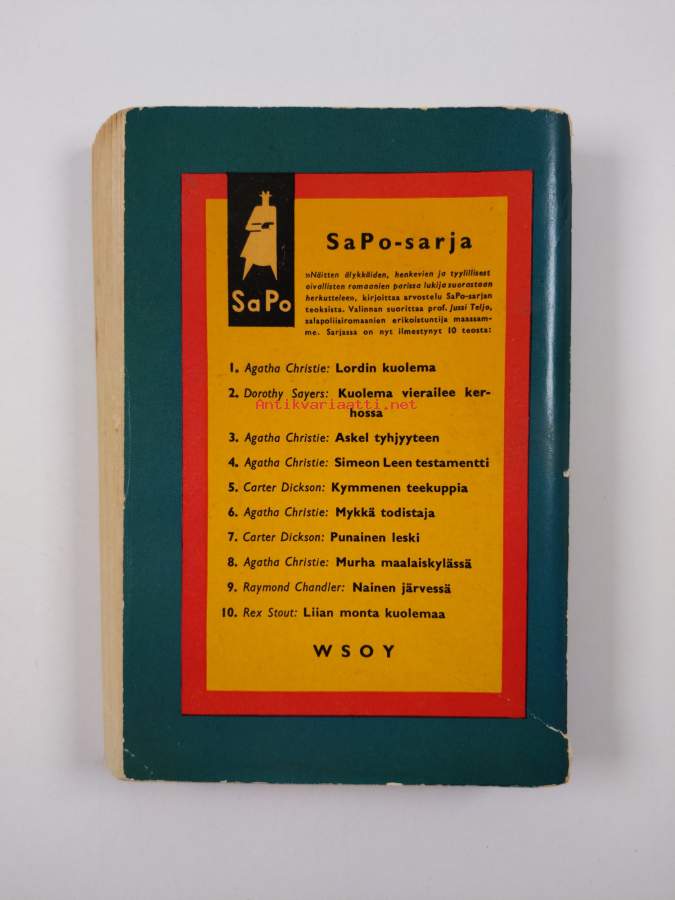 SaPo
SaPo-sarja
»Näitten älykkäiden, henkevien ja tyylillisest
oivallisten romaanien parissa lukija suorastaan
herkutteleen, kirjoittaa arvostelu SaPo-sarjan
teoksista. Valinnan suorittaa prof. Jussi Teljo,
salapoliisiromaanien erikoistuntija maassam-
me. Sarjassa on nyt ilmestynyt 10 teosta:
1. Agatha Christie: Lordin kuolema
2. Dorothy Sayers: Kuolema vierailee ker-
hossa
Antikvariaatti.net
3. Agatha Christie: Askel tyhjyyteen
4. Agatha Christie: Simeon Leen testamentti
5. Carter Dickson: Kymmenen teekuppia
6. Agatha Christie: Mykkä todistaja
7. Carter Dickson: Punainen leski
8. Agatha Christie: Murha maalaiskylässä
9. Raymond Chandler: Nainen järvessä
10. Rex Stout: Liian monta kuolemaa
WSOY